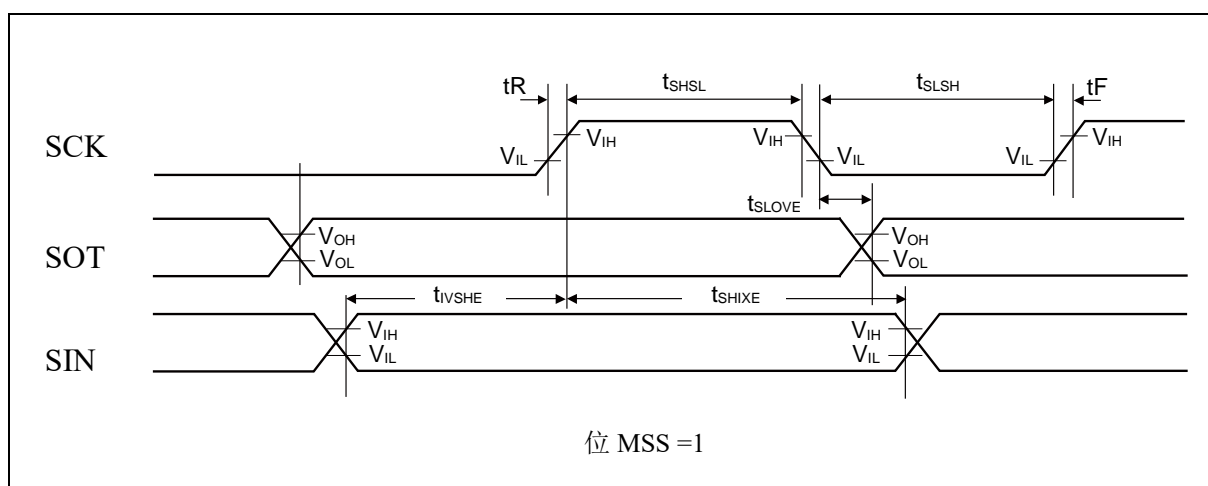 tR tSHSL tSLSH tF
SCK VIL VIH VIH VIL VIL VIH
tSLOVE
SOT VOH VOL VOH VOL
tIVSHE tSHIXE
SIN VIH VIL VIH VIL
位 MSS =1